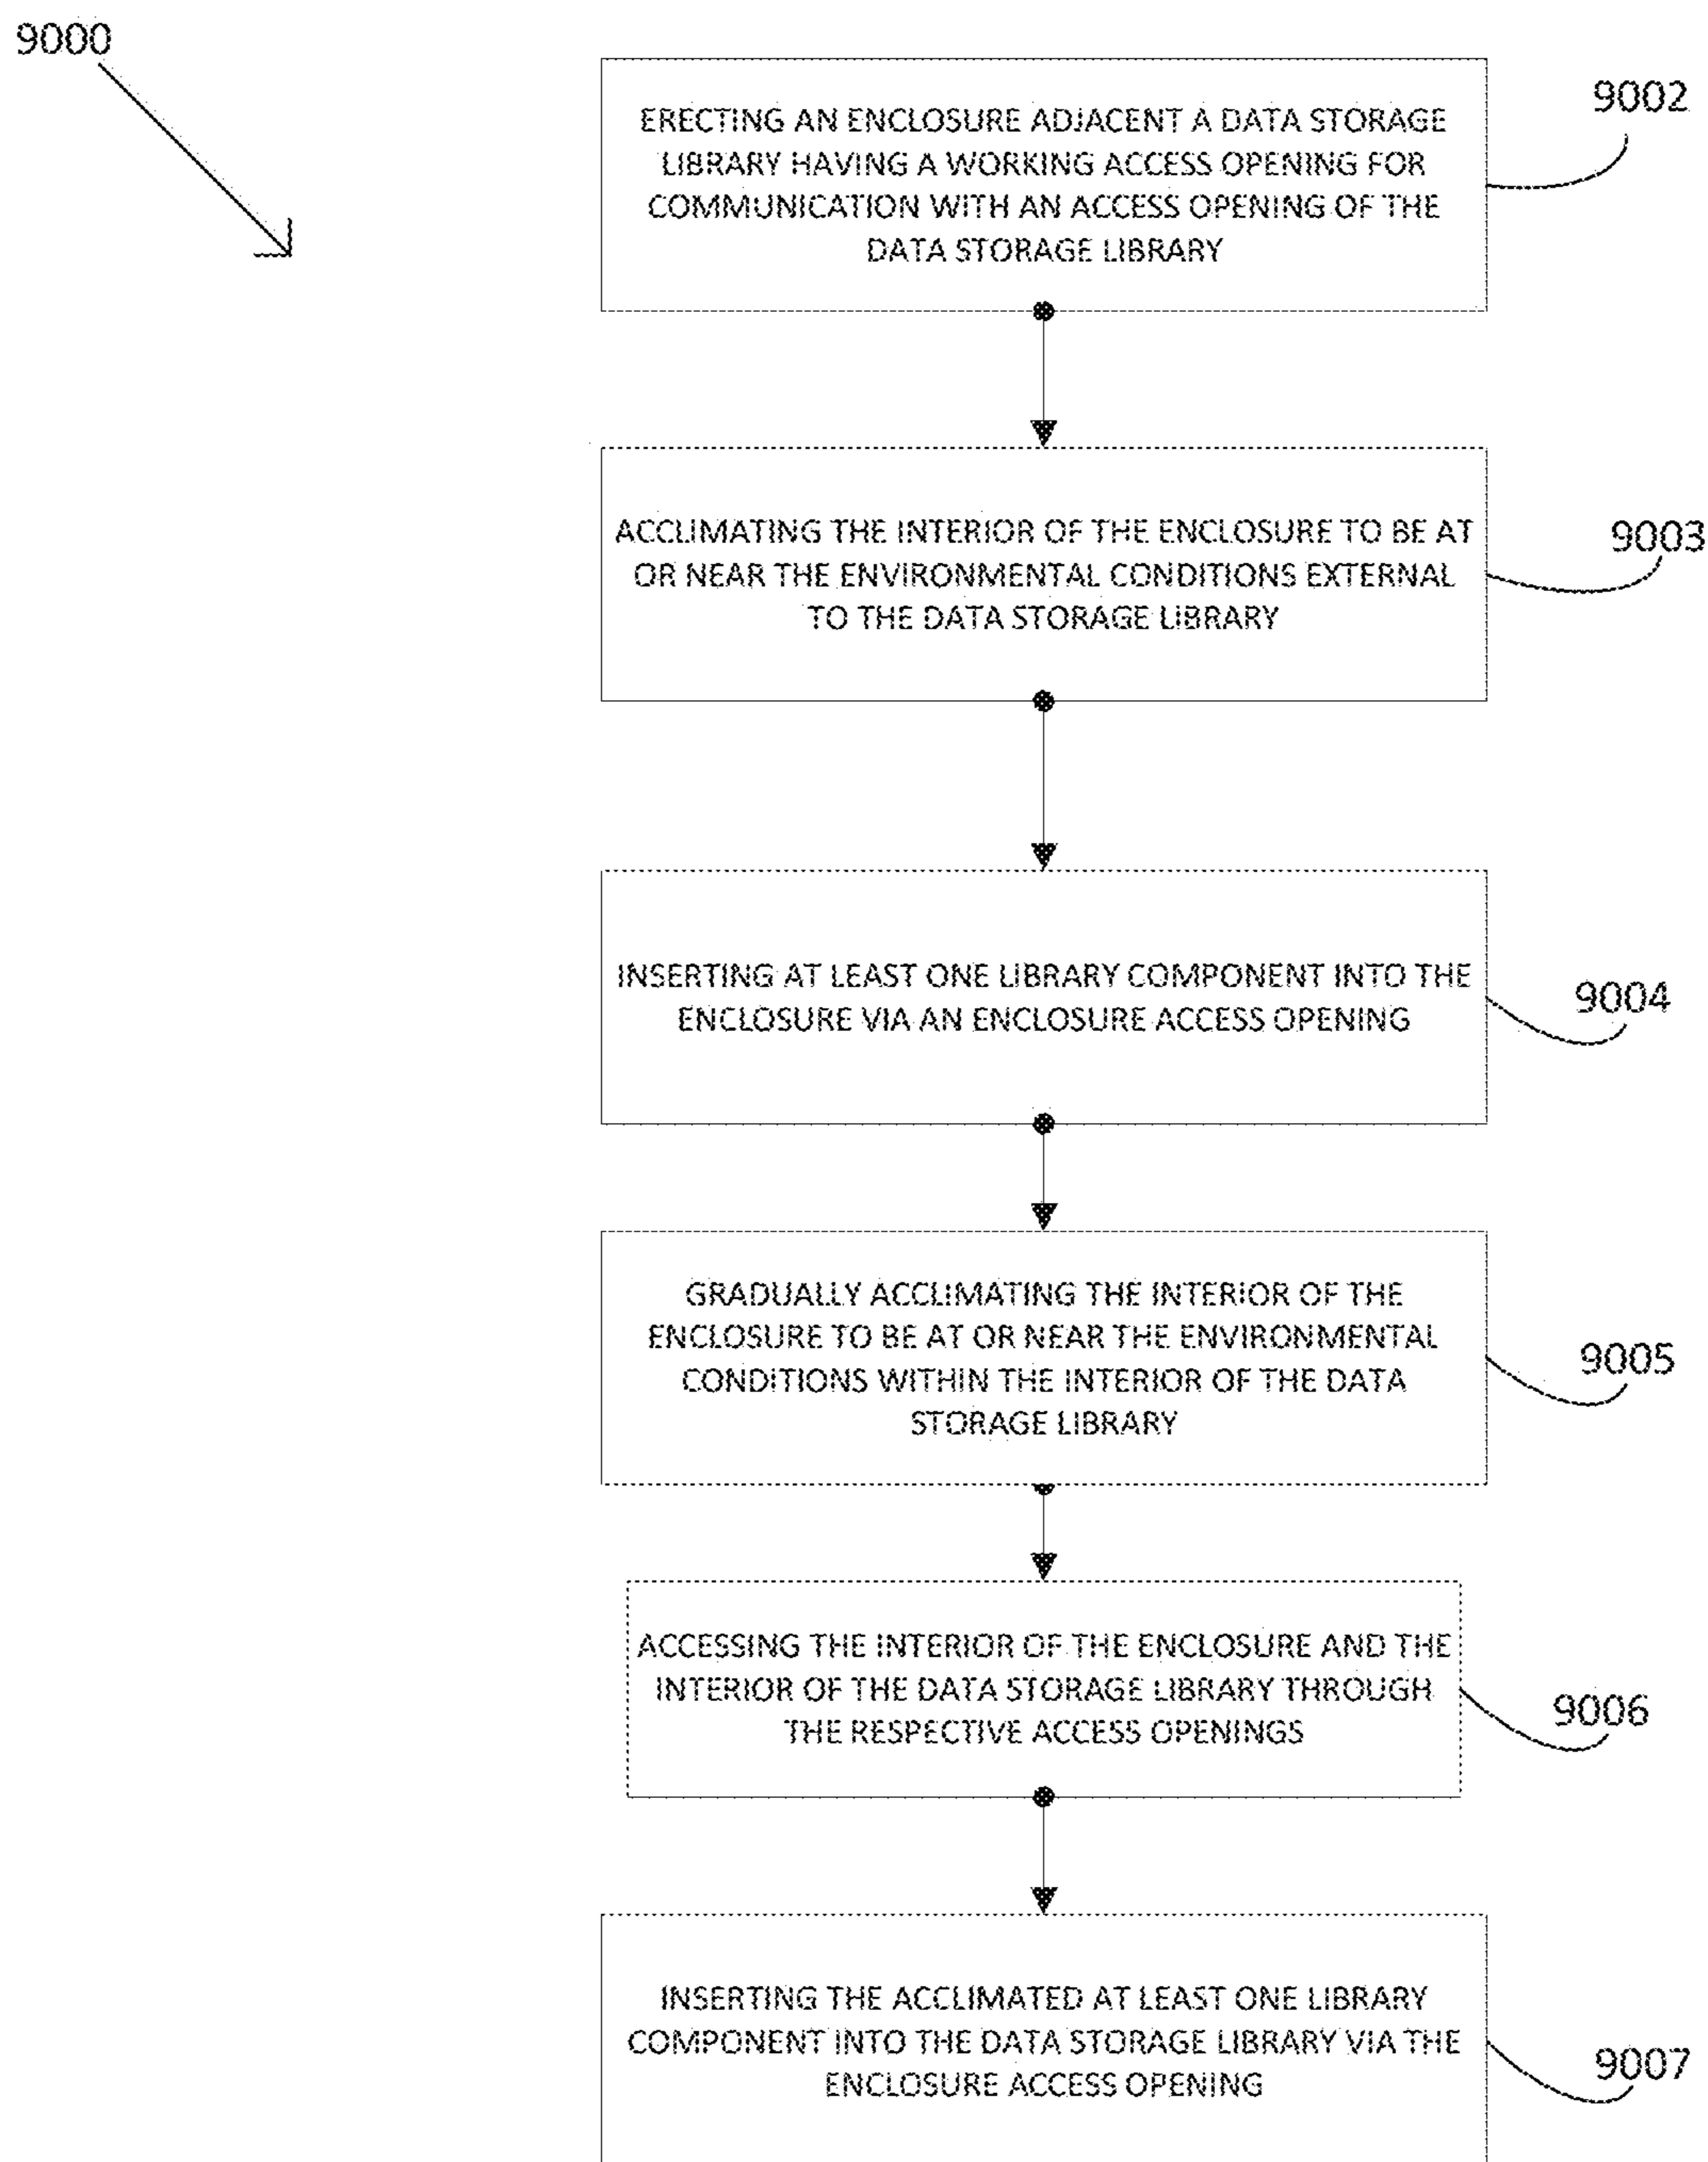 9000
ERECTING AN ENCLOSURE ADJACENT A DATA STORAGE
LIBRARY HAVING A WORKING ACCESS OPENING FOR
COMMUNICATION WITH AN ACCESS OPENING OF THE
DATA STORAGE LIBRARY
9002
ACCLIMATING THE INTERIOR OF THE ENCLOSURE TO BE AT
OR NEAR THE ENVIRONMENTAL CONDITIONS EXTERNAL
TO THE DATA STORAGE LIBRARY
9003
INSERTING AT LEAST ONE LIBRARY COMPONENT INTO THE
ENCLOSURE VIA AN ENCLOSURE ACCESS OPENING
9004
GRADUALLY ACCLIMATING THE INTERIOR OF THE
ENCLOSURE TO BE AT OR NEAR THE ENVIRONMENTAL
CONDITIONS WITHIN THE INTERIOR OF THE DATA
STORAGE LIBRARY
9005
ACCESSING THE INTERIOR OF THE ENCLOSURE AND THE
INTERIOR OF THE DATA STORAGE LIBRARY THROUGH
THE RESPECTIVE ACCESS OPENINGS
9006
INSERTING THE ACCLIMATED AT LEAST ONE LIBRARY
COMPONENT INTO THE DATA STORAGE LIBRARY VIA THE
ENCLOSURE ACCESS OPENING
9007